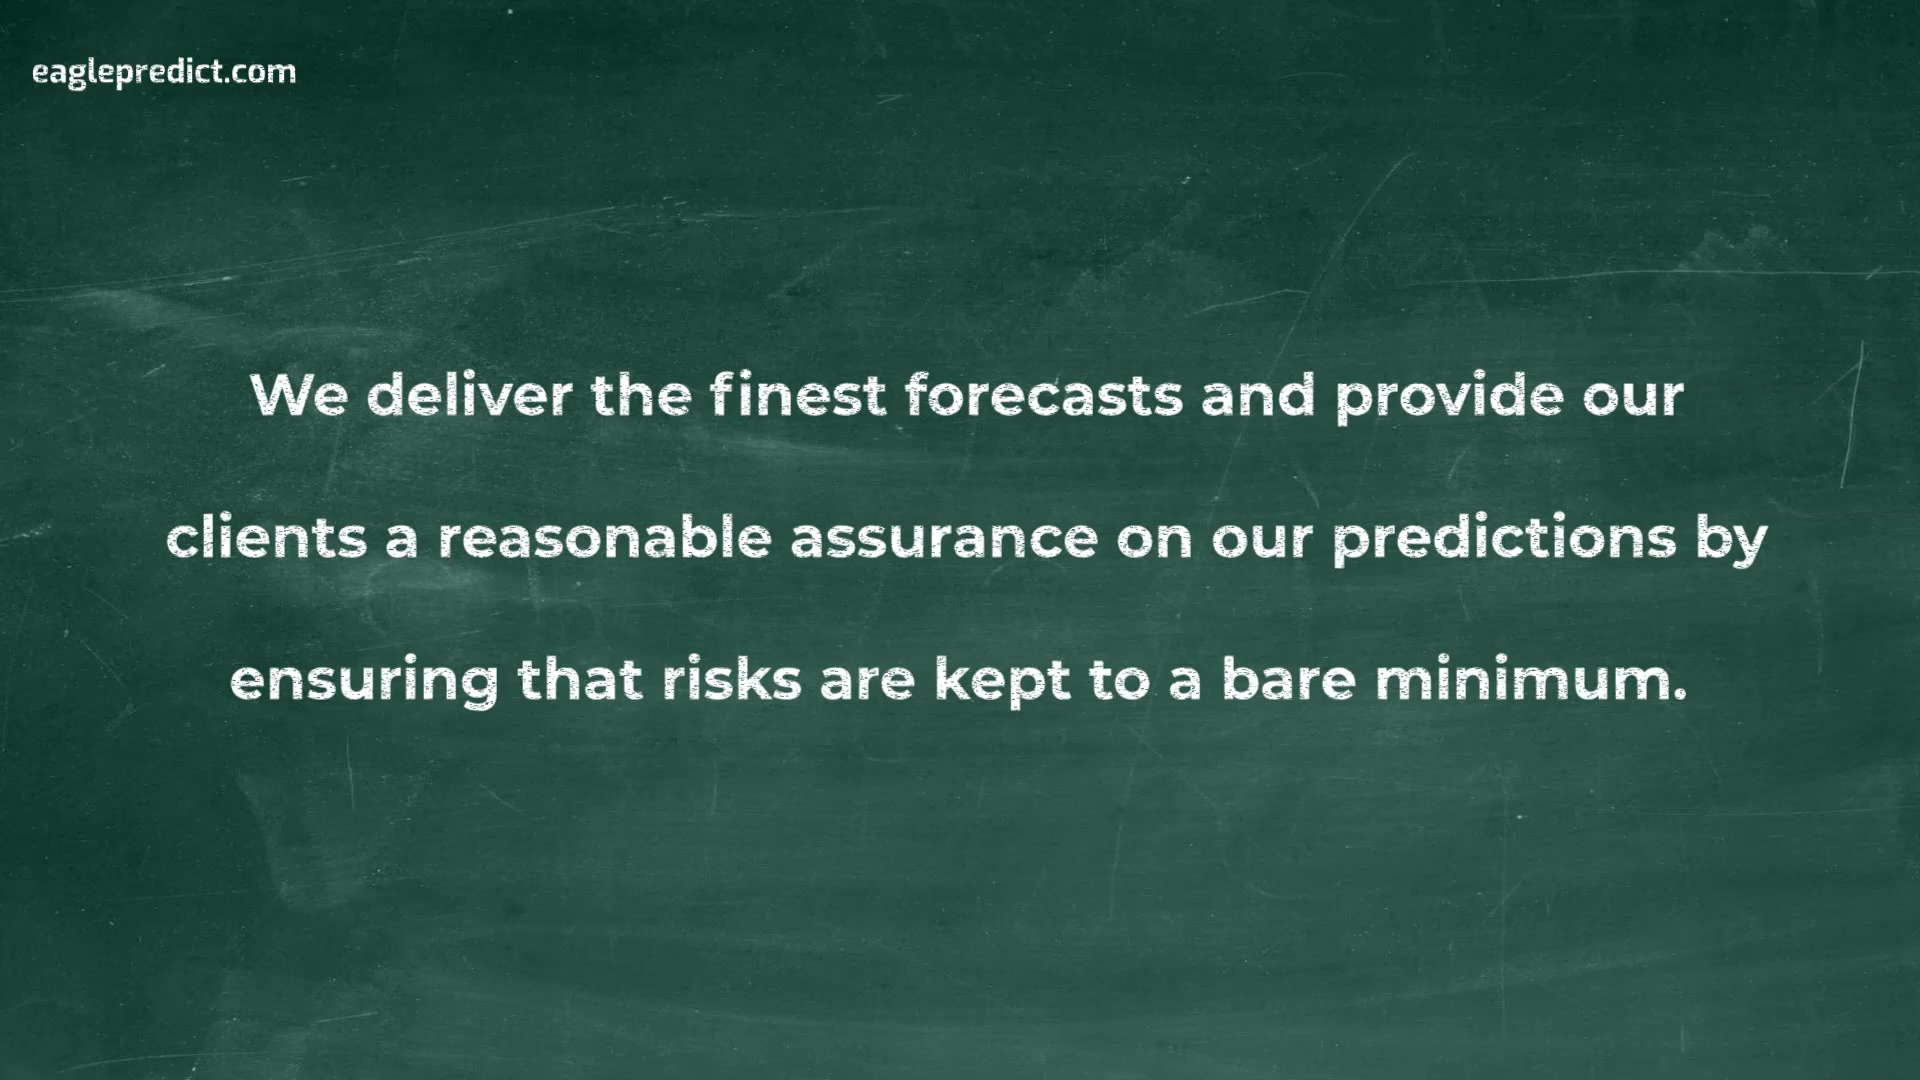 eaglepredict.com
We deliver the finest forecasts and provide our
clients a reasonable assurance on our predictions by
ensuring that risks are kept to a bare minimum.